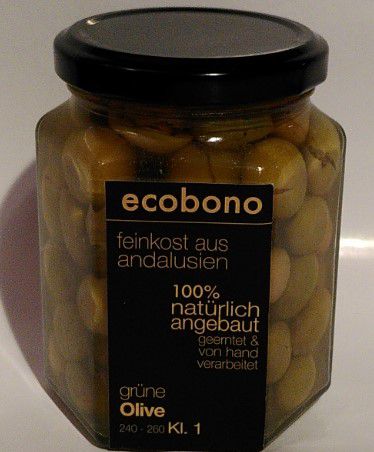 ecobono
feinkost aus
andalusien
100%
natürlich
angebaut
geerntet &
von hand
verarbeitet
grüne
Olive
240 - 260 Kl. 1